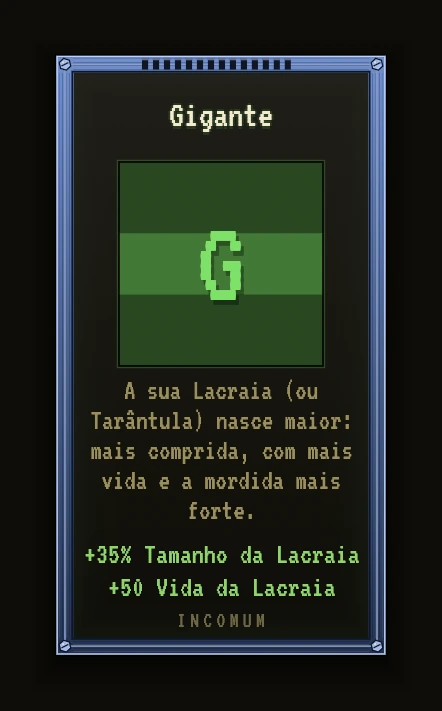 Gigante
G
A sua Lacraia (ou
Tarântula) nasce maior:
mais comprida, com mais
vida e a mordida mais
forte.
+35% Tamanho da Lacraia
+50 Vida da Lacraia
INCOMUM